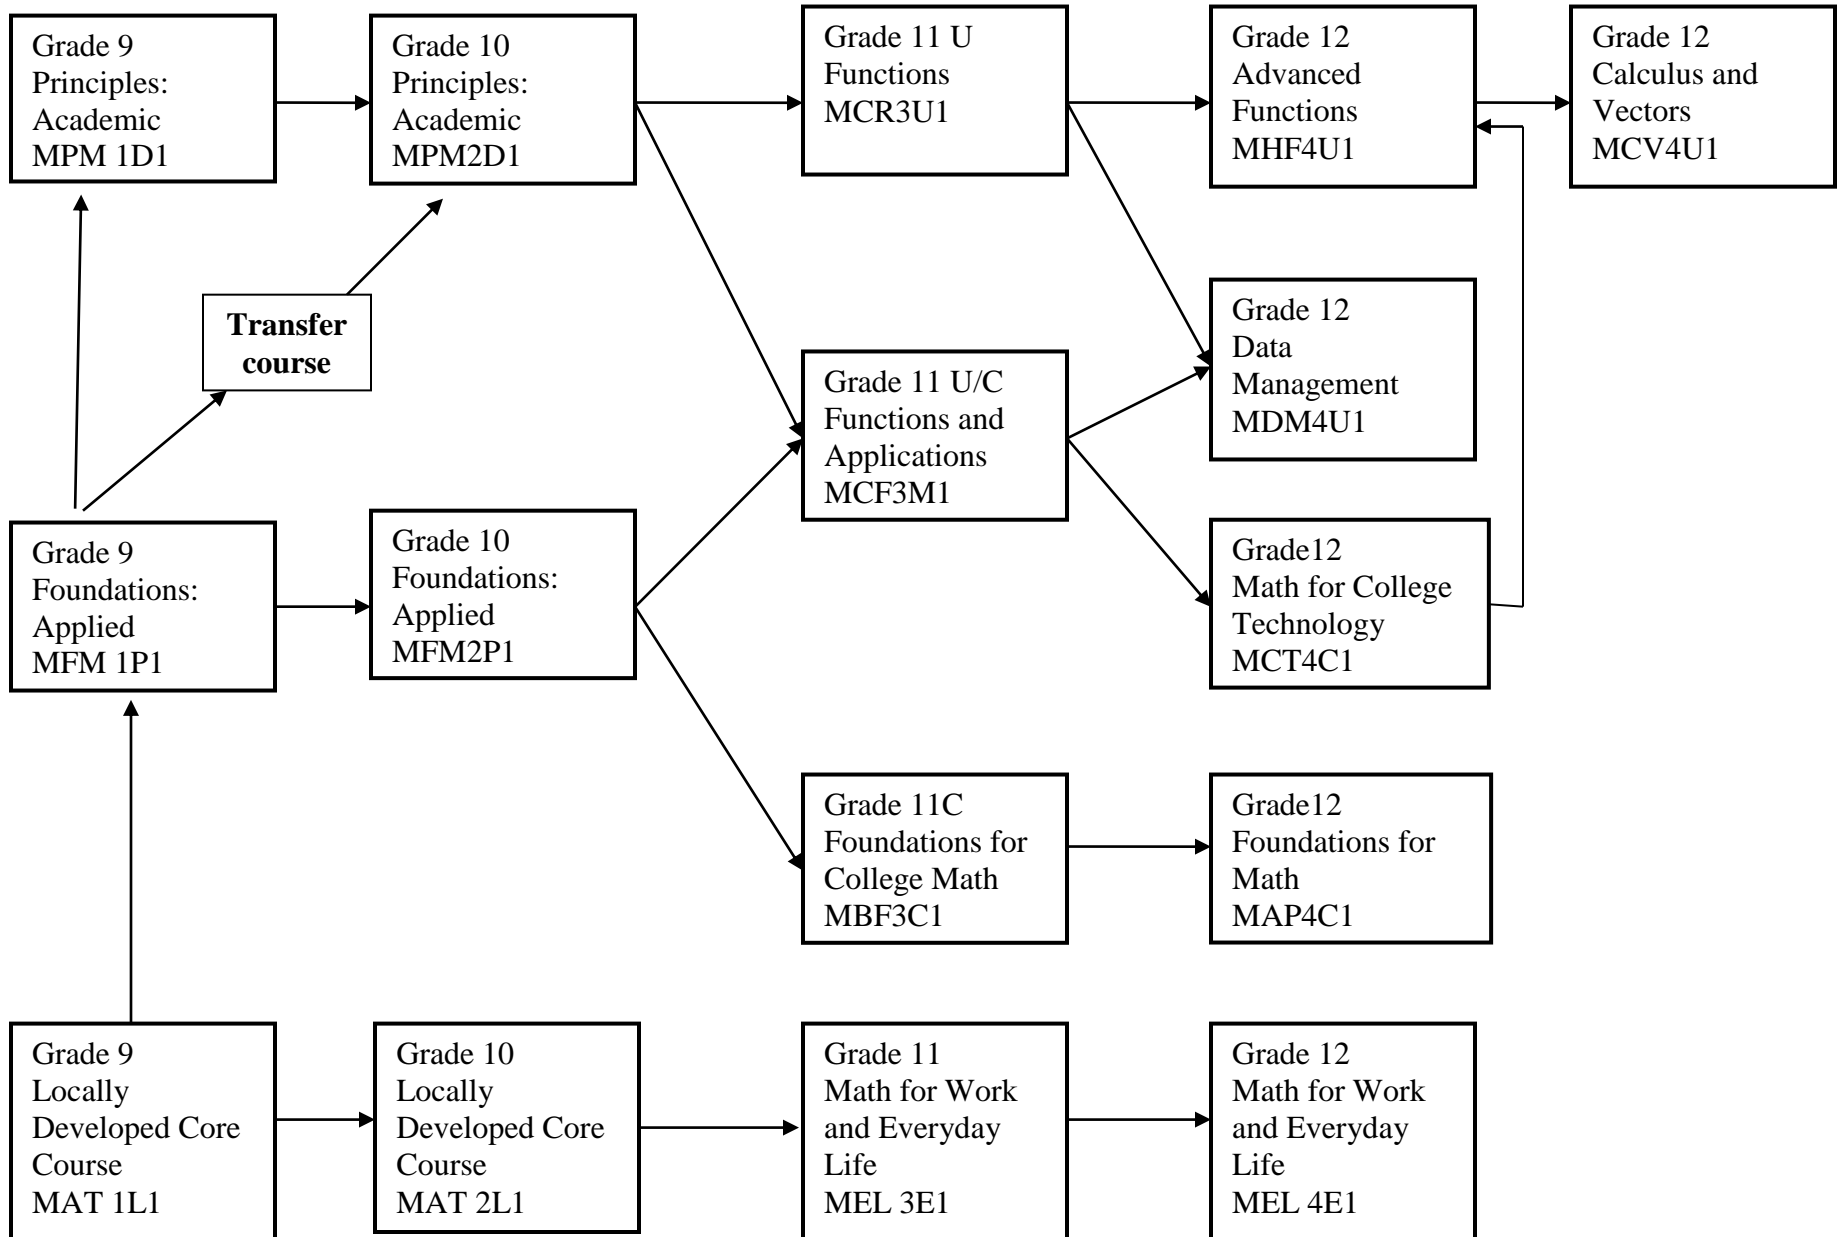 Grade 9
Principles:
Academic
MPM 1D1
Grade 10
Principles:
Academic
MPM2D1
Grade 11 U
Functions
MCR3U1
Grade 12
Advanced
Functions
MHF4U1
Grade 12
Calculus and
Vectors
MCV4U1
Transfer
course
Grade 12
Data
Management
MDM4U1
Grade 11 U/C
Functions and
Applications
MCF3M1
Grade 9
Foundations:
Applied
MFM 1P1
Grade 10
Foundations:
Applied
MFM2P1
Grade12
Math for College
Technology
MCT4C1
Grade 11C
Foundations for
College Math
MBF3C1
Grade12
Foundations for
Math
MAP4C1
Grade 9
Locally
Developed Core
Course
MAT 1L1
Grade 10
Locally
Developed Core
Course
MAT 2L1
Grade 11
Math for Work
and Everyday
Life
MEL 3E1
Grade 12
Math for Work
and Everyday
Life
MEL 4E1